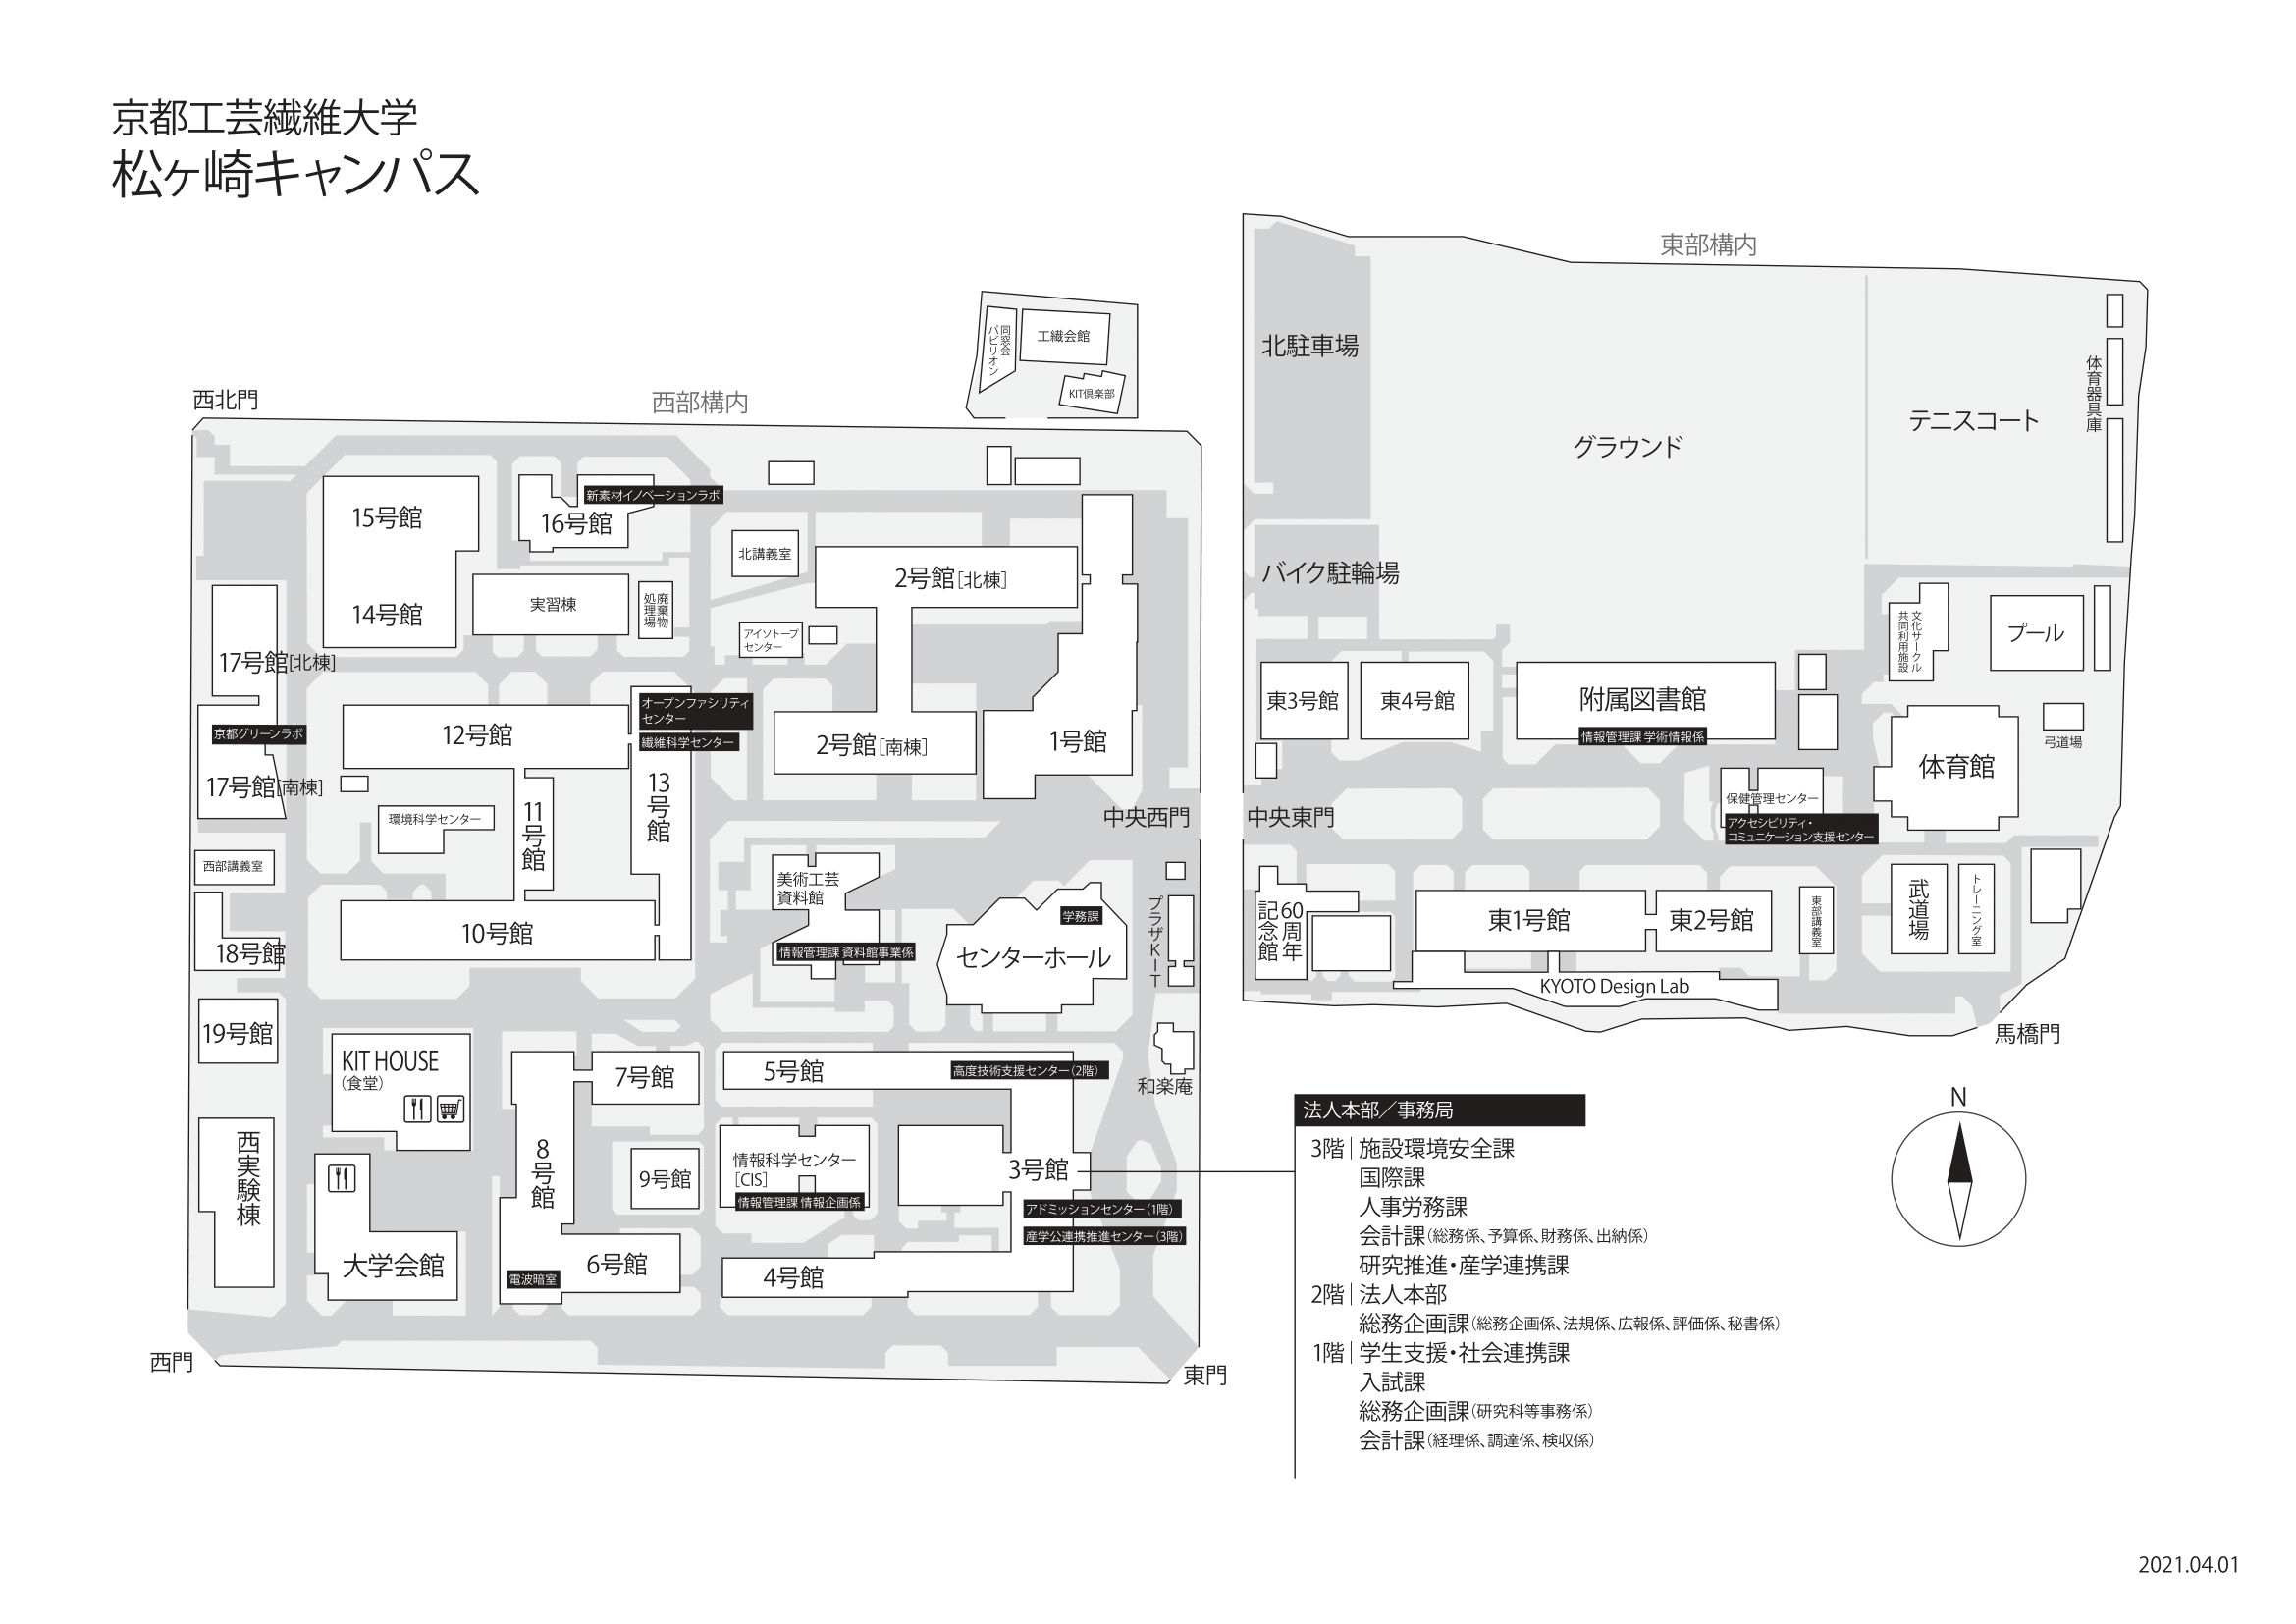 京都工芸繊維大学
松ヶ崎キャンパス
東部構内
西部構内
西北門
同窓会
パビリオン
工繊会館
KIT倶楽部
北駐車場
グラウンド
テニスコート
体育器具庫
バイク駐輪場
15号館
14号館
16号館
新素材イノベーションラボ
実習棟
廃棄物
処理場
北講義室
2号館[北棟]
アイソトープ
センター
17号館[北棟]
京都グリーンラボ
17号館[南棟]
12号館
オープンファシリティ
センター
繊維科学センター
13号館
11号館
環境科学センター
2号館[南棟]
1号館
西部講義室
18号館
10号館
中央西門
中央東門
美術工芸
資料館
情報管理課 資料館事業係
学務課
センターホール
プラザKIT
和楽庵
東3号館
東4号館
附属図書館
情報管理課 学術情報係
文化サークル
共同利用施設
プール
弓道場
体育館
保健管理センター
アクセシビリティ・
コミュニケーション支援センター
60周年
記念館
東1号館
東2号館
東部講義室
武道場
トレーニング室
KYOTO Design Lab
馬橋門
19号館
KIT HOUSE
(食堂)
西実験棟
大学会館
7号館
8号館
9号館
6号館
電波暗室
5号館
高度技術支援センター(2階)
情報科学センター
[CIS]
情報管理課 情報企画係
3号館
アドミッションセンター(1階)
産学公連携推進センター(3階)
4号館
西門
東門
法人本部/事務局
3階|施設環境安全課
国際課
人事労務課
会計課(総務係、予算係、財務係、出納係)
研究推進・産学連携課
2階|法人本部
総務企画課(総務企画係、法規係、広報係、評価係、秘書係)
1階|学生支援・社会連携課
入試課
総務企画課(研究科等事務係)
会計課(経理係、調達係、検収係)
N
2021.04.01